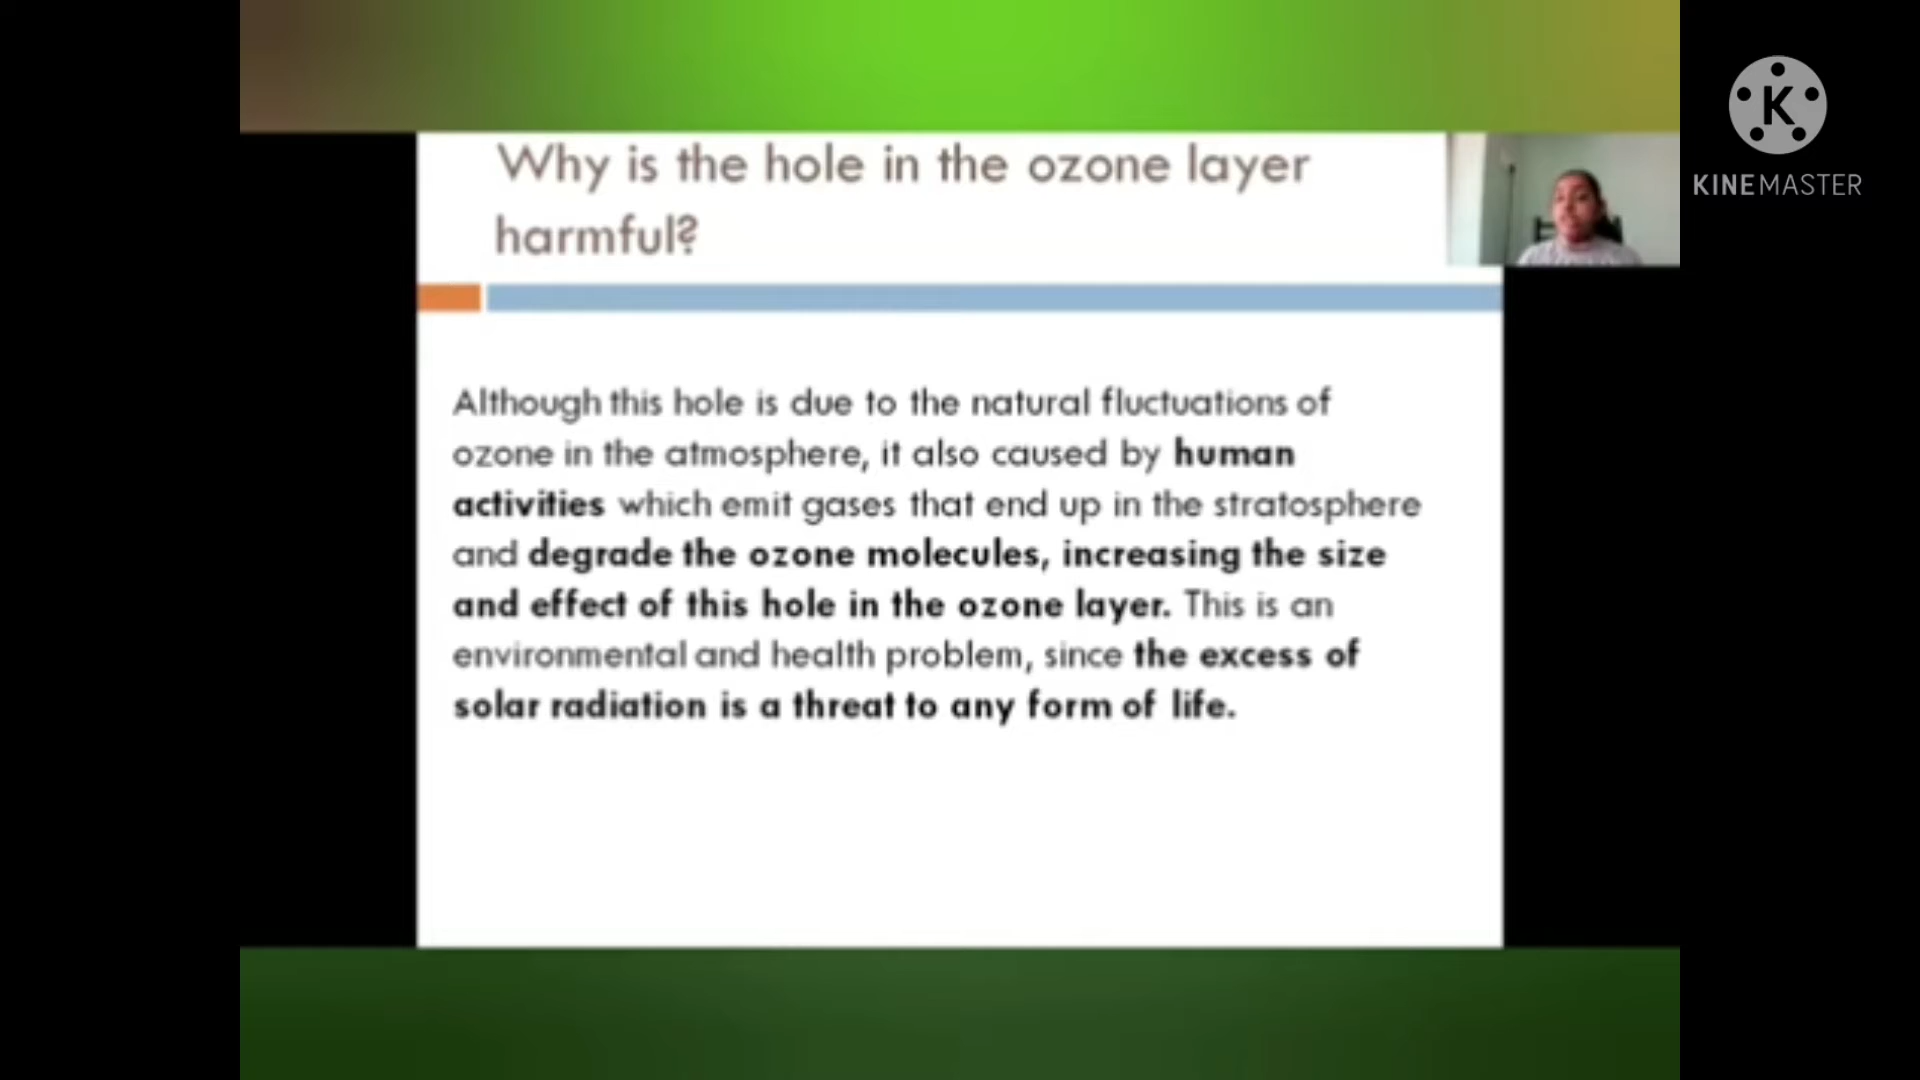 Why is the hole in the ozone layer
harmful?
Although this hole is due to the natural fluctuations of
ozone in the atmosphere, it also caused by human
activities which emit gases that end up in the stratosphere
and degrade the ozone molecules, increasing the size
and effect of this hole in the ozone layer. This is an
environmental and health problem, since the excess of
solar radiation is a threat to any form of life.
K
KINEMASTER